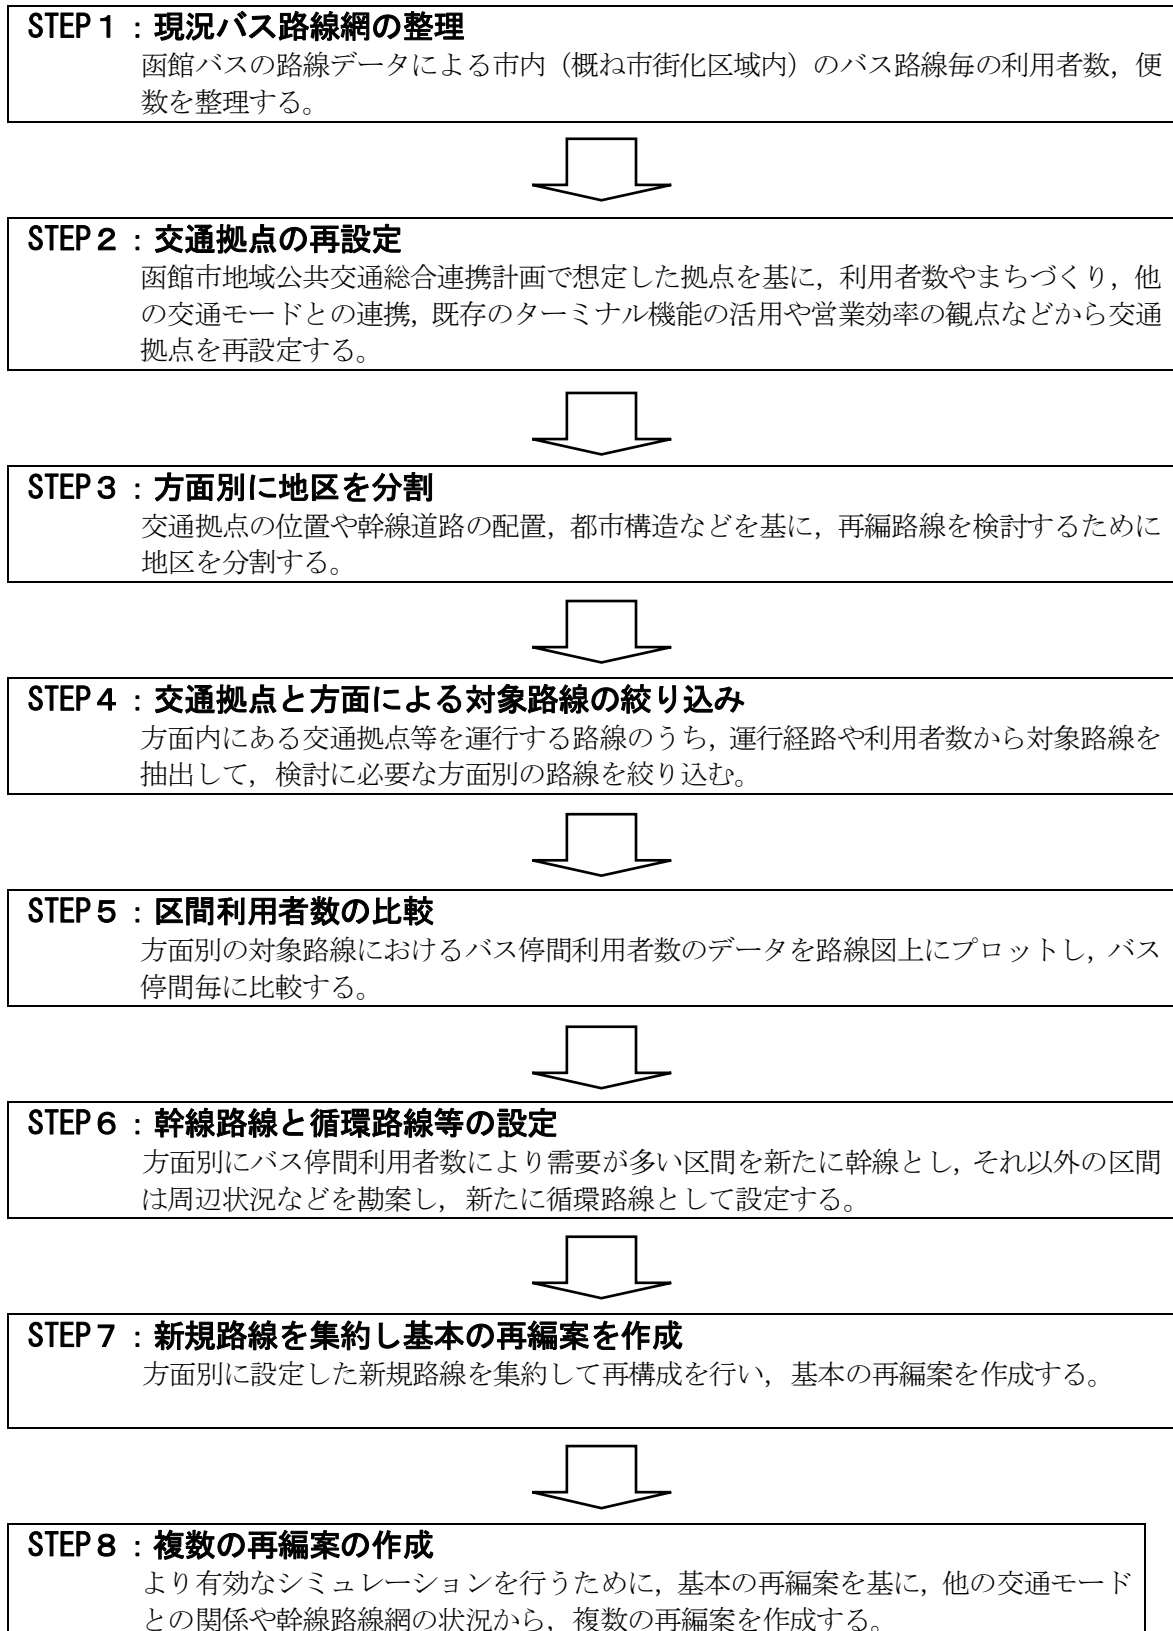 STEP１：現況バス路線網の整理
函館バスの路線データによる市内（概ね市街化区域内）のバス路線毎の利用者数，便
数を整理する。
STEP２：交通拠点の再設定
函館市地域公共交通総合連携計画で想定した拠点を基に，利用者数やまちづくり，他
の交通モードとの連携，既存のターミナル機能の活用や営業効率の観点などから交通
拠点を再設定する。
STEP３：方面別に地区を分割
交通拠点の位置や幹線道路の配置，都市構造などを基に，再編路線を検討するために
地区を分割する。
STEP４：交通拠点と方面による対象路線の絞り込み
方面内にある交通拠点等を運行する路線のうち，運行経路や利用者数から対象路線を
抽出して，検討に必要な方面別の路線を絞り込む。
STEP５：区間利用者数の比較
方面別の対象路線におけるバス停間利用者数のデータを路線図上にプロットし，バス
停間毎に比較する。
STEP６：幹線路線と循環路線等の設定
方面別にバス停間利用者数により需要が多い区間を新たに幹線とし，それ以外の区間
は周辺状況などを勘案し，新たに循環路線として設定する。
STEP７：新規路線を集約し基本の再編案を作成
方面別に設定した新規路線を集約して再構成を行い，基本の再編案を作成する。
STEP８：複数の再編案の作成
より有効なシミュレーションを行うために，基本の再編案を基に，他の交通モード
との関係や幹線路線網の状況から，複数の再編案を作成する。